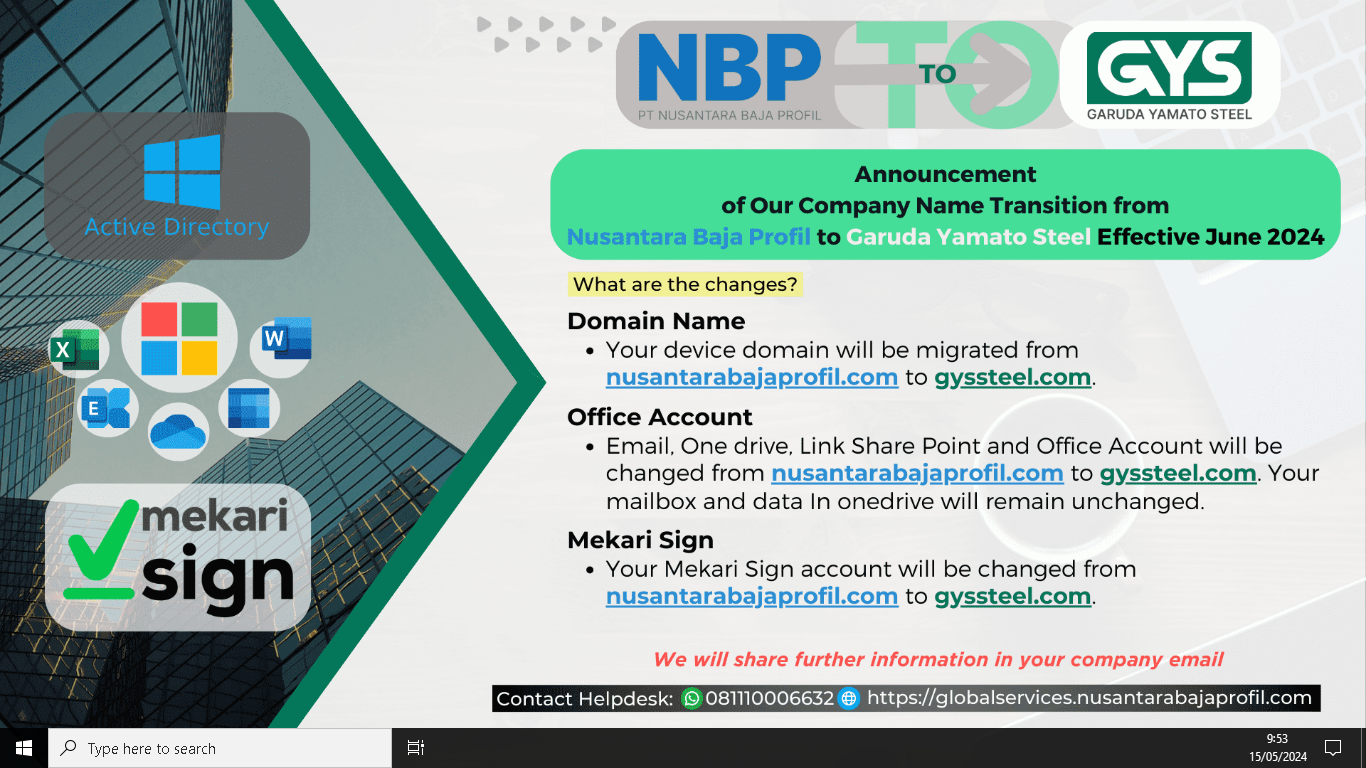 NBP
PT NUSANTARA BAJA PROFIL
TO
TO
GYS
GARUDA YAMATO STEEL
Active Directory
X
W
E
mekari
sign
Announcement
of Our Company Name Transition from
Nusantara Baja Profil to Garuda Yamato Steel Effective June 2024
What are the changes?
Domain Name
• Your device domain will be migrated from
nusantarabajaprofil.com to gyssteel.com.
Office Account
• Email, One drive, Link Share Point and Office Account will be
changed from nusantarabajaprofil.com to gyssteel.com. Your
mailbox and data In onedrive will remain unchanged.
Mekari Sign
• Your Mekari Sign account will be changed from
nusantarabajaprofil.com to gyssteel.com.
We will share further information in your company email
Contact Helpdesk: 081110006632 https://globalservices.nusantarabajaprofil.com
Type here to search
9:53
15/05/2024